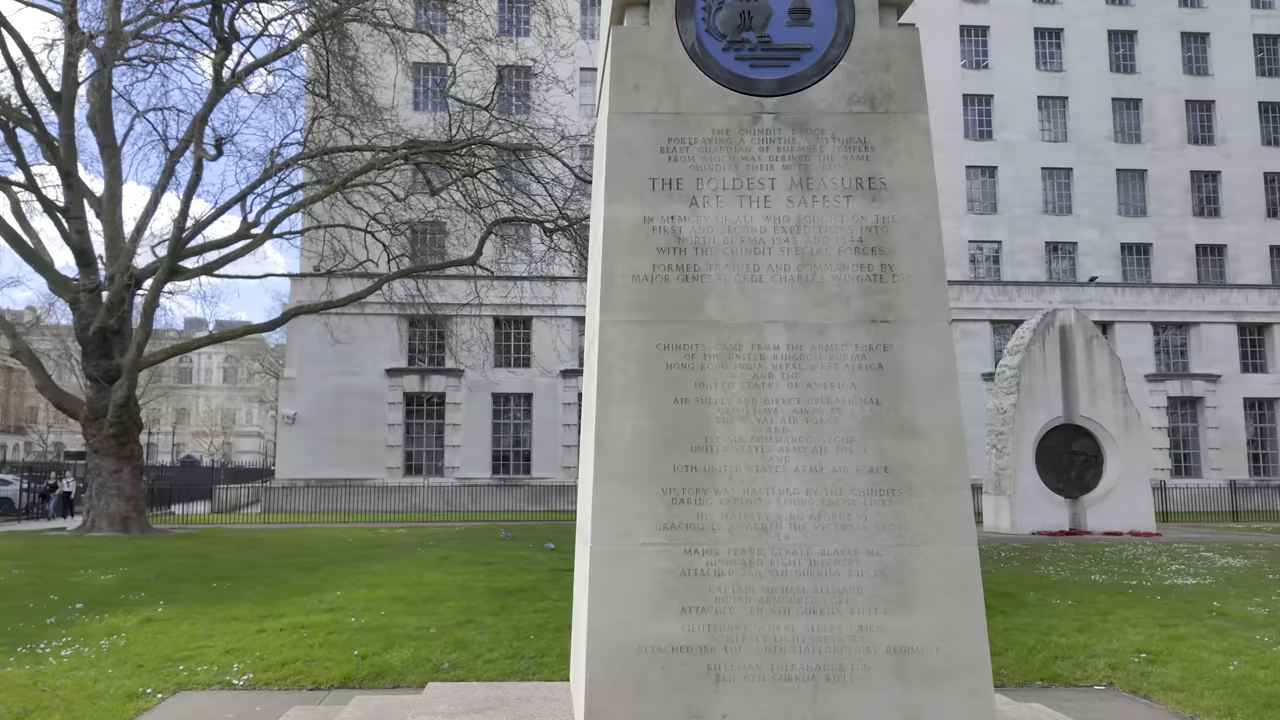 THE CHINDIT BADGE
PORTRAYING A CHINTHE A MYTHICAL
BEAST GUARDIAN OF BURMESE TEMPLES
FROM WHICH WAS DERIVED THE NAME
CHINDITS THEIR MOTTO BEING
THE BOLDEST MEASURES
ARE THE SAFEST
IN MEMORY OF ALL WHO FOUGHT ON THE
FIRST AND SECOND EXPEDITIONS INTO
NORTH BURMA 1943 AND 1944
WITH THE CHINDIT SPECIAL FORCES
FORMED TRAINED AND COMMANDED BY
MAJOR GENERAL ORDE CHARLES WINGATE DSO
CHINDITS CAME FROM THE ARMED FORCES
OF THE UNITED KINGDOM BURMA
HONG KONG INDIA NEPAL WEST AFRICA
AND THE
UNITED STATES OF AMERICA
AIR SUPPLY AND DIRECT OPERATIONAL
SUPPORT WAS GIVEN BY
THE ROYAL AIR FORCE
AND
1ST AIR COMMANDO GROUP
UNITED STATES ARMY AIR FORCE
AND
10TH UNITED STATES ARMY AIR FORCE
VICTORY WAS HASTENED BY THE CHINDITS
DARING EXPLOITS BEHIND ENEMY LINES
HIS MAJESTY KING GEORGE VI
GRACIOUSLY AWARDED THE VICTORIA CROSS
MAJOR FRANK GERALD BLAKER MC
HIGHLAND LIGHT INFANTRY
ATTACHED 3RD 9TH GURKHA RIFLES
CAPTAIN MICHAEL ALLMAND
INDIAN ARMOURED CORPS
ATTACHED 3RD 6TH GURKHA RIFLES
LIEUTENANT GEORGE ALBERT CAIRNS
SOMERSET LIGHT INFANTRY
ATTACHED 1ST THE SOUTH STAFFORDSHIRE REGIMENT
RIFLEMAN TULBAHADUR PUN
3RD 6TH GURKHA RIFLES